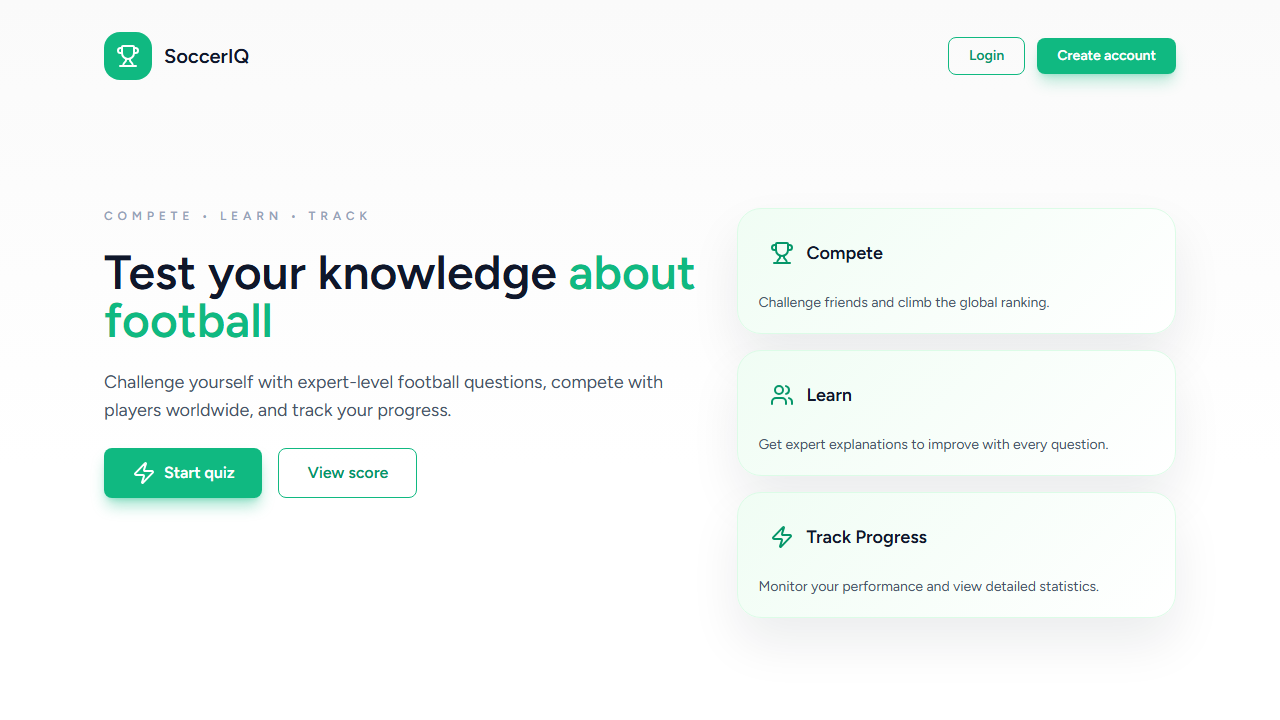 SoccerIQ
Login
Create account
COMPETE • LEARN • TRACK
Test your knowledge about
football
Challenge yourself with expert-level football questions, compete with
players worldwide, and track your progress.
Start quiz
View score
Compete
Challenge friends and climb the global ranking.
Learn
Get expert explanations to improve with every question.
Track Progress
Monitor your performance and view detailed statistics.